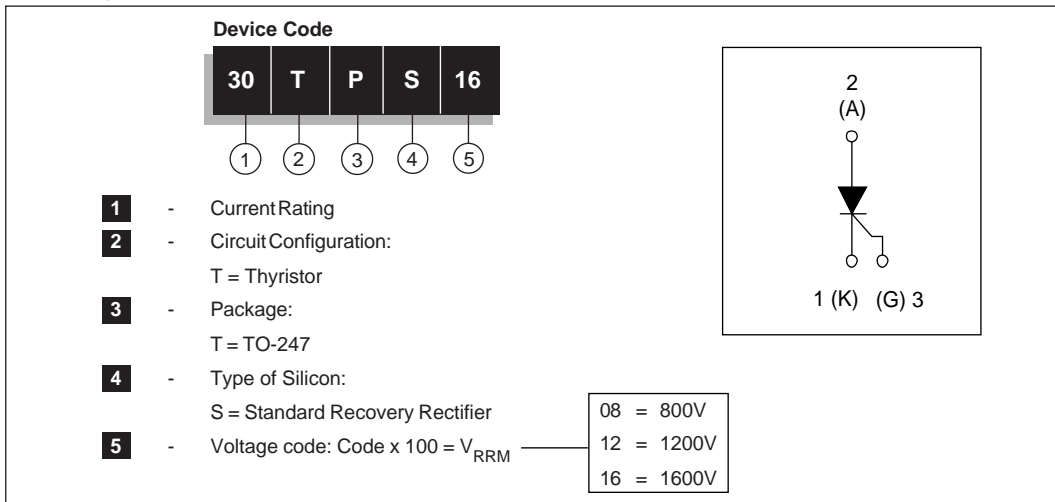 Device Code
30 T P S 16
1 2 3 4 5
1 - Current Rating
2 - Circuit Configuration:
T = Thyristor
3 - Package:
T = TO-247
4 - Type of Silicon:
S = Standard Recovery Rectifier
5 - Voltage code: Code x 100 = VRRM
08 = 800V
12 = 1200V
16 = 1600V
2
(A)
1 (K) (G) 3